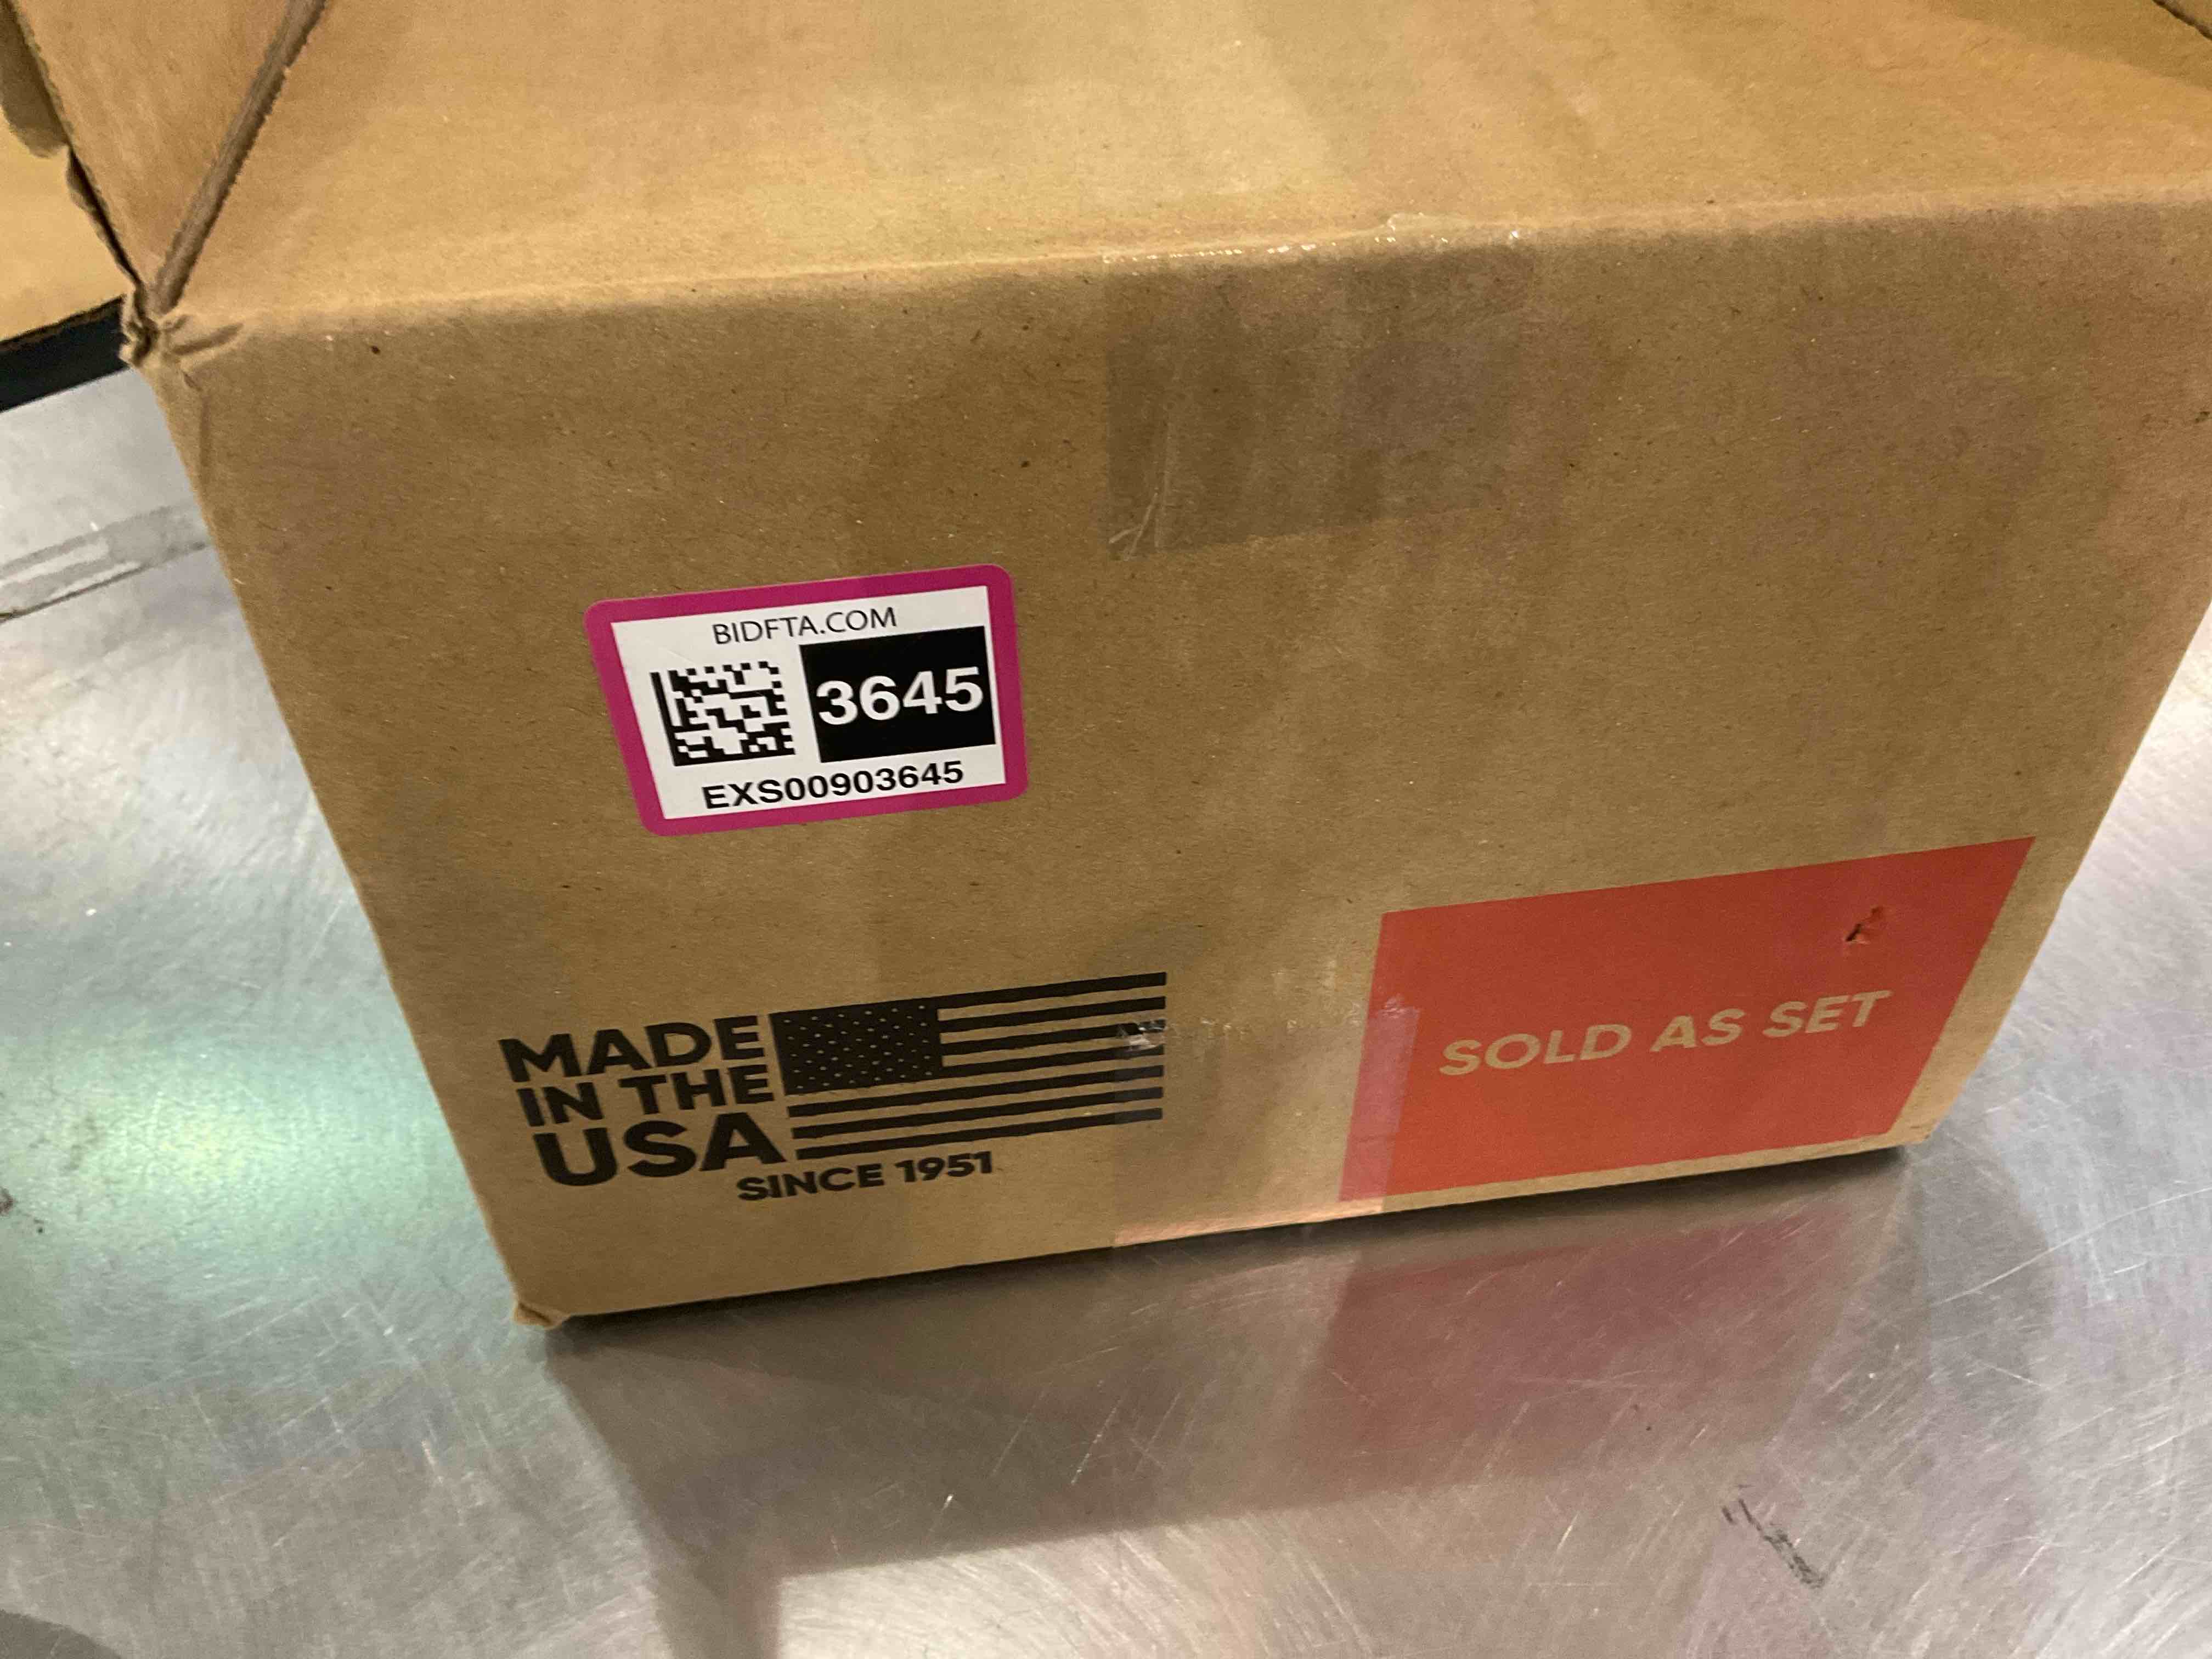 BIDFTA.COM
3645
EXS00903645
MADE
IN THE
USA
SINCE 1951
SOLD AS SET